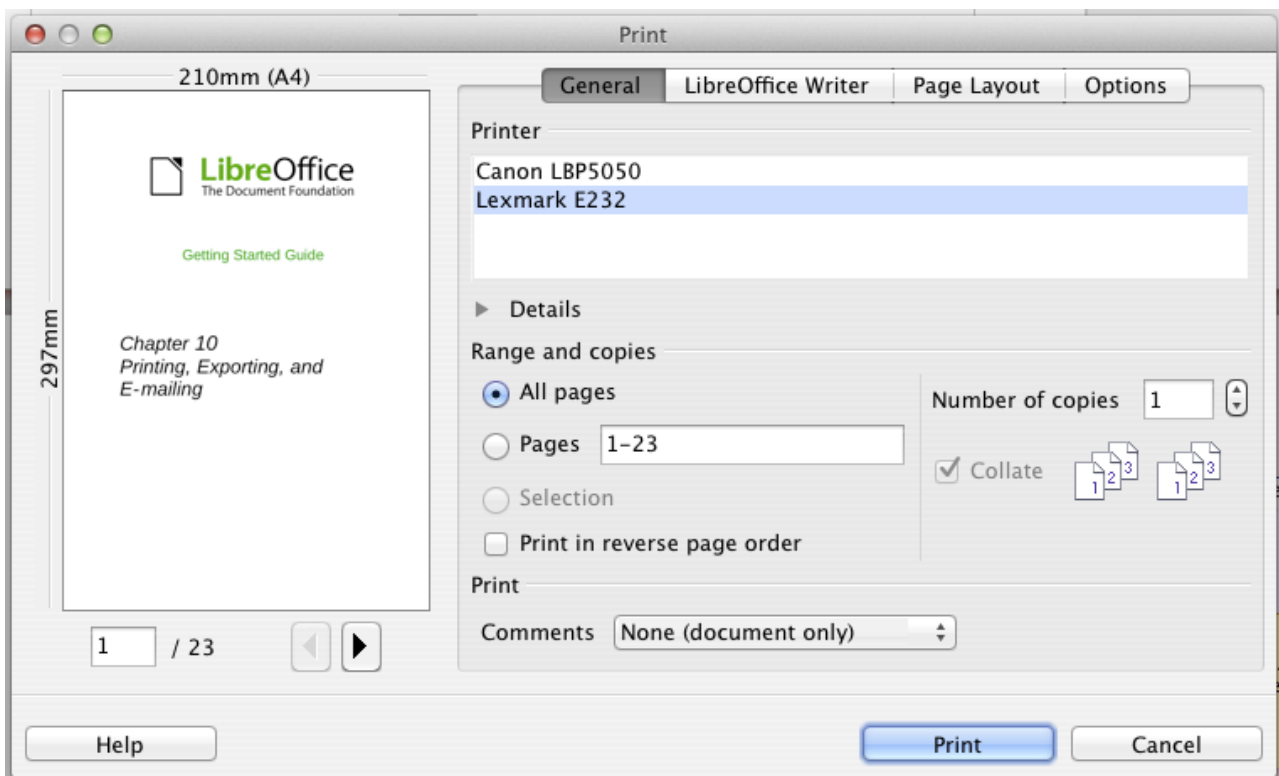 Print
210mm (A4)
297mm
LibreOffice
The Document Foundation
Getting Started Guide
Chapter 10
Printing, Exporting, and
E-mailing
1 / 23
General LibreOffice Writer Page Layout Options
Printer
Canon LBP5050
Lexmark E232
Details
Range and copies
All pages
Pages 1-23
Selection
Print in reverse page order
Number of copies 1
Collate 1 2 3 1 2 3
Print
Comments None (document only)
Help Print Cancel